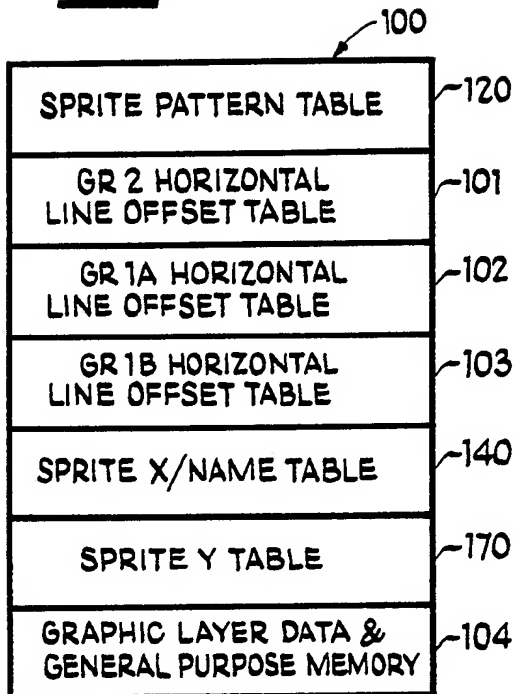 100
SPRITE PATTERN TABLE
120
GR 2 HORIZONTAL
LINE OFFSET TABLE
101
GR 1A HORIZONTAL
LINE OFFSET TABLE
102
GR 1B HORIZONTAL
LINE OFFSET TABLE
103
SPRITE X/NAME TABLE
140
SPRITE Y TABLE
170
GRAPHIC LAYER DATA &
GENERAL PURPOSE MEMORY
104